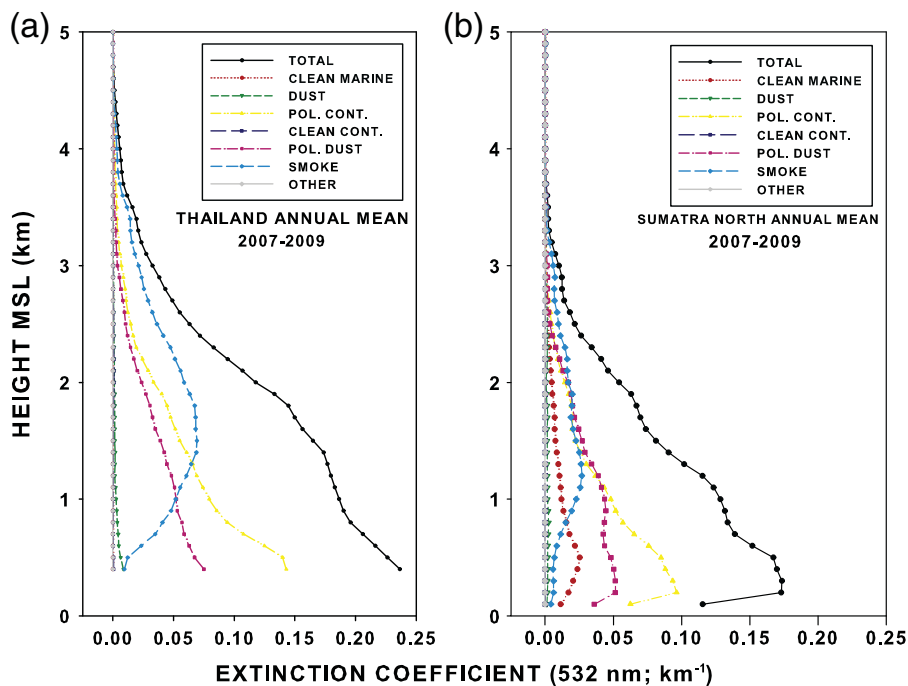 (a)
(b)
5
4
3
2
1
0
HEIGHT MSL (km)
TOTAL
CLEAN MARINE
DUST
POL. CONT.
CLEAN CONT.
POL. DUST
SMOKE
OTHER
THAILAND ANNUAL MEAN
2007-2009
0.00 0.05 0.10 0.15 0.20 0.25
5
4
3
2
1
0
TOTAL
CLEAN MARINE
DUST
POL. CONT.
CLEAN CONT.
POL. DUST
SMOKE
OTHER
SUMATRA NORTH ANNUAL MEAN
2007-2009
0.00 0.05 0.10 0.15 0.20 0.25
EXTINCTION COEFFICIENT (532 nm; km⁻¹)